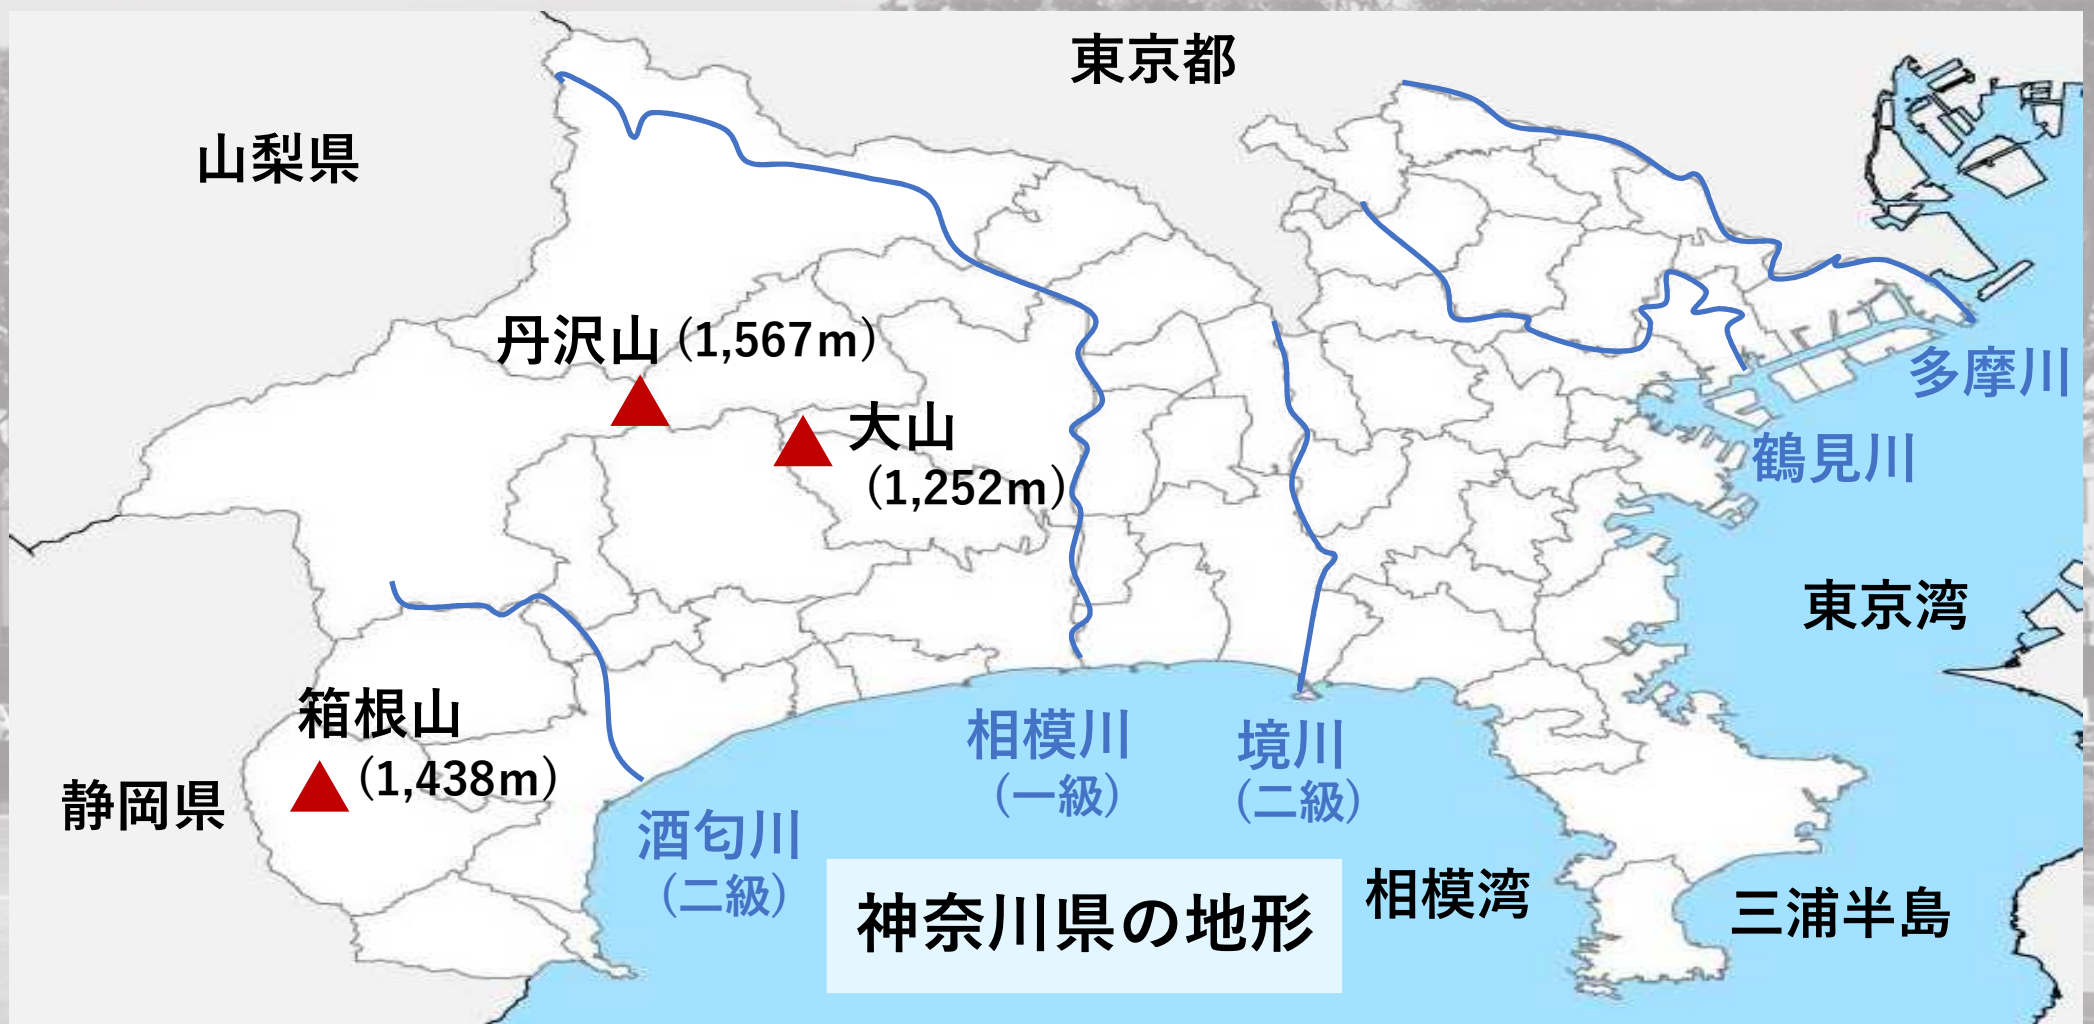 東京都
山梨県
丹沢山 (1,567m)
大山
(1,252m)
多摩川
鶴見川
東京湾
箱根山
(1,438m)
静岡県
相模川
(一級)
境川
(二級)
酒匂川
(二級)
神奈川県の地形
相模湾
三浦半島